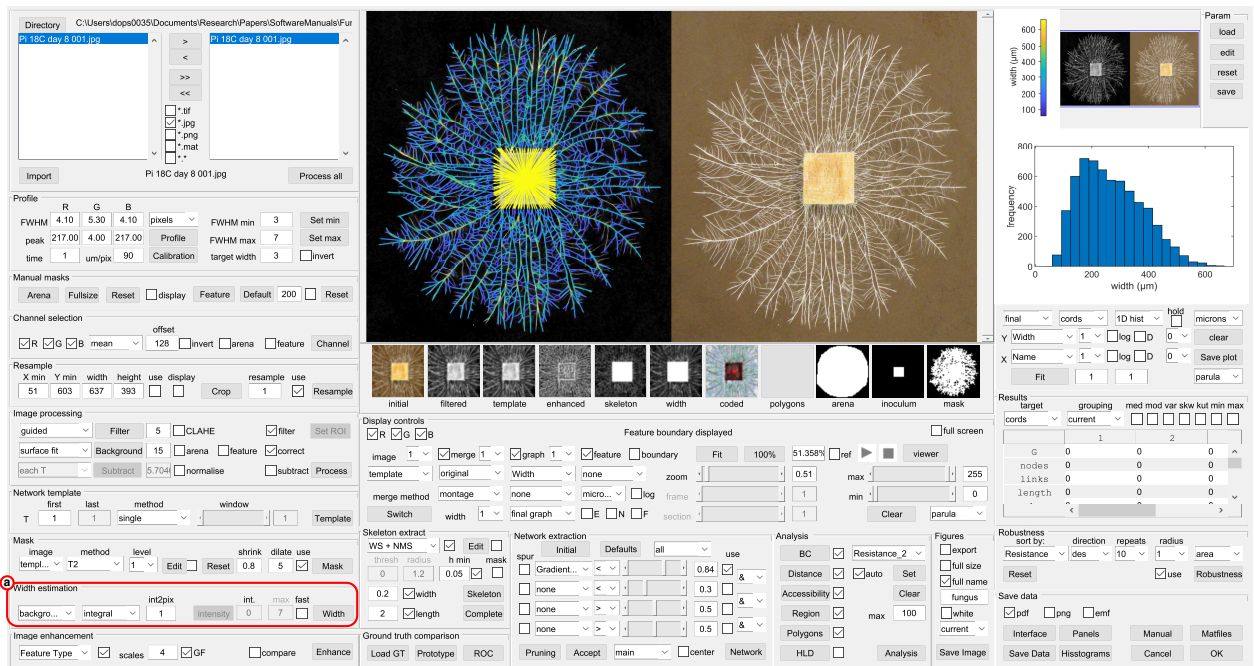 Directory C:\Users\dops0035\Documents\Research\Papers\SoftwareManuals\Fur
Pi 18C day 8 001.jpg
>
Pi 18C day 8 001.jpg
<
>>
<<
*.tif
*.jpg
*.png
*.mat
*.*
Import Pi 18C day 8 001.jpg Process all
Profile
R G B
FWHM 4.10 5.30 4.10 pixels FWHM min 3 Set min
peak 217.00 4.00 217.00 Profile FWHM max 7 Set max
time 1 um/pix 90 Calibration target width 3 invert
Manual masks
Arena Fullsize Reset display Feature Default 200 Reset
Channel selection
offset
R G B mean 128 invert arena feature Channel
Resample
X min Y min width height use display resample use
51 603 637 393 Crop 1 Resample
Image processing
guided Filter 5 CLAHE filter Set ROI
surface fit Background 15 arena feature correct
each T Subtract 5.704 normalise subtract Process
Network template
first last method window
T 1 1 single 1 Template
Mask
image method level shrink dilate use
templ... T2 1 Edit Reset 0.8 5 Mask
a
Width estimation
int2pix int. max fast
backgro... integral 1 intensity 0 7 Width
Image enhancement
Feature Type scales 4 GF compare Enhance
initial filtered template enhanced skeleton width coded polygons arena inoculum mask
Display controls
R G B Feature boundary displayed full screen
image 1 merge 1 graph 1 feature boundary Fit 100% 51.358% ref viewer
template original Width none zoom 0.51 max 255
merge method montage none micro... log frame 1 min 0
Switch width 1 final graph E N F section 1 Clear parula
Skeleton extract
WS + NMS Edit
thresh radius h min mask
0 1.2 0.05
0.2 width Skeleton
2 length Complete
Ground truth comparison
Load GT Prototype ROC
Network extraction
Initial Defaults all
spur use
Gradient... < 0.84
&
none < 0.3
&
none > 0.5
&
none > 0.5
Pruning Accept main center Network
Analysis
BC Resistance_2
Distance auto Set
Accessibility Clear
Region max 100
Polygons
HLD Analysis
Figures
export
full size
full name
fungus
white
current
Save Image
width (µm)
600
500
400
300
200
100
Param
load
edit
reset
save
frequency
800
600
400
200
0
0 200 400 600
width (µm)
hold
final cords 1D hist microns
Y Width 1 log D 0 clear
X Name 1 log D 0 Save plot
Fit 1 1 parula
Results
target grouping med mod var skw kut min max
cords current
1 2
G 0 0 0
nodes 0 0 0
links 0 0 0
length 0 0 0
Robustness
sort by: direction repeats radius
Resistance des 10 1 area
Reset use Robustness
Save data
pdf png emf
Interface Panels Manual Matfiles
Save Data Hisstograms Cancel OK